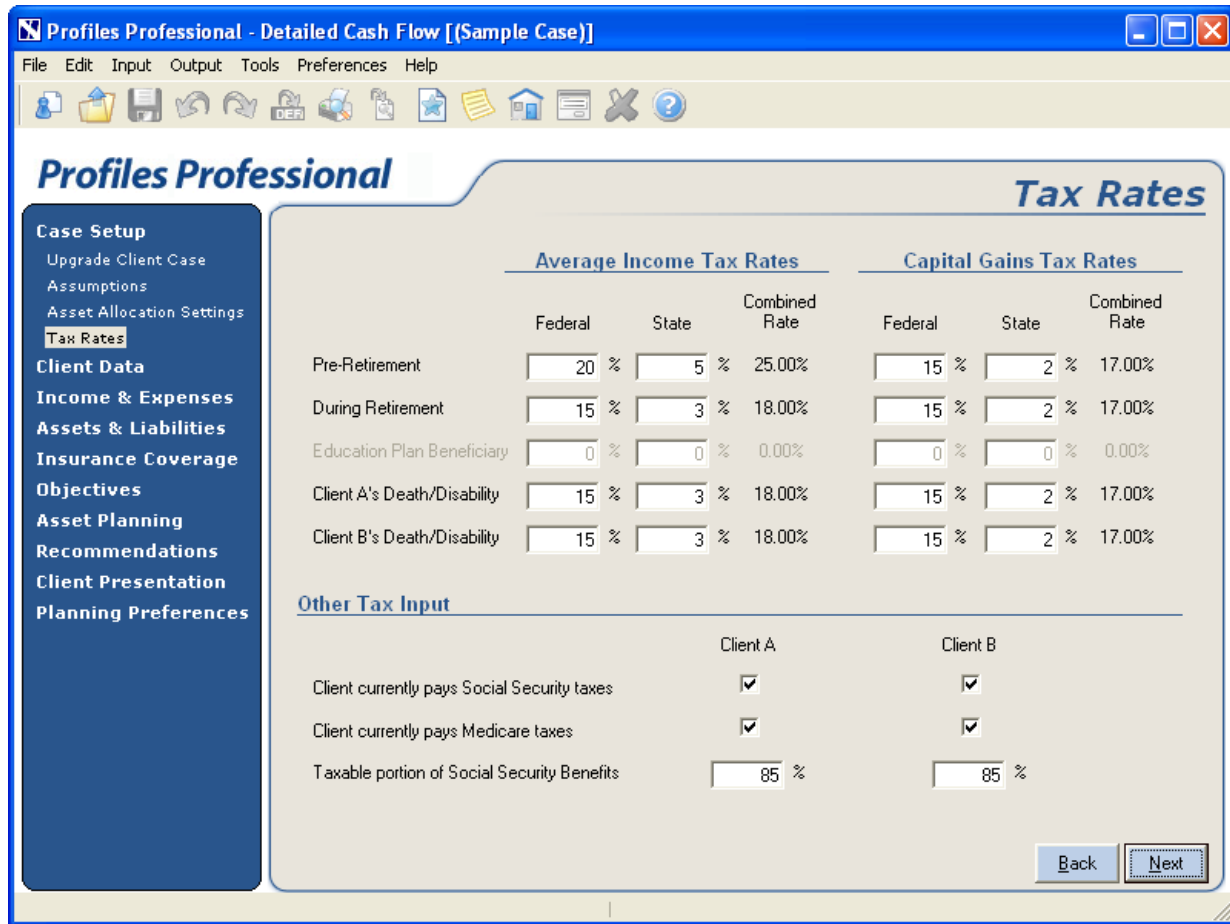 Profiles Professional - Detailed Cash Flow [(Sample Case)]
File Edit Input Output Tools Preferences Help
DEF
Profiles Professional
Tax Rates
Case Setup
Upgrade Client Case
Assumptions
Asset Allocation Settings
Tax Rates
Client Data
Income & Expenses
Assets & Liabilities
Insurance Coverage
Objectives
Asset Planning
Recommendations
Client Presentation
Planning Preferences
Average Income Tax Rates Capital Gains Tax Rates
Federal State Combined Rate Federal State Combined Rate
Pre-Retirement 20 % 5 % 25.00% 15 % 2 % 17.00%
During Retirement 15 % 3 % 18.00% 15 % 2 % 17.00%
Education Plan Beneficiary 0 % 0 % 0.00% 0 % 0 % 0.00%
Client A's Death/Disability 15 % 3 % 18.00% 15 % 2 % 17.00%
Client B's Death/Disability 15 % 3 % 18.00% 15 % 2 % 17.00%
Other Tax Input
Client A Client B
Client currently pays Social Security taxes
Client currently pays Medicare taxes
Taxable portion of Social Security Benefits 85 % 85 %
Back Next